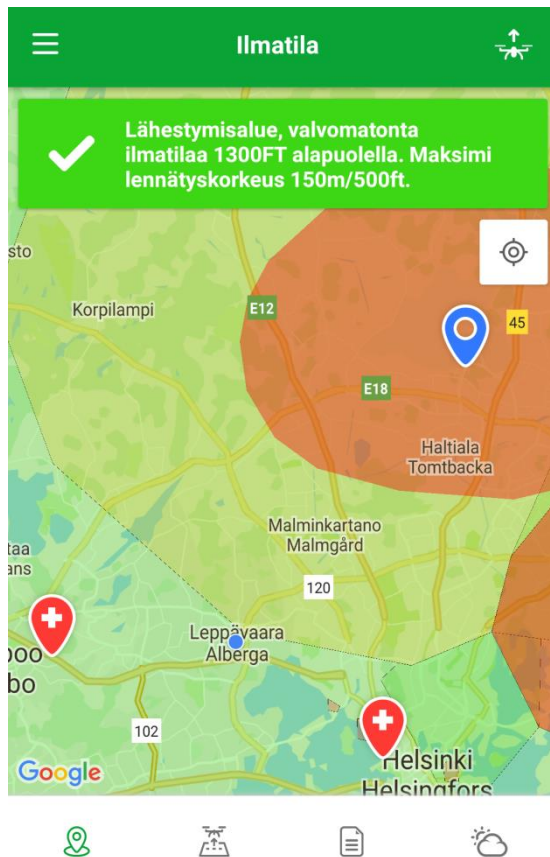 Ilmatila
Lähestymisalue, valvomatonta
ilmatilaa 1300FT alapuolella. Maksimi
lennätyskorkeus 150m/500ft.
sto
Korpilampi
E12
45
E18
Haltiala
Tomtbacka
Malminkartano
Malmgård
taa
ans
120
Leppävaara
Alberga
poo
bo
102
Google
Helsinki
Helsingfors